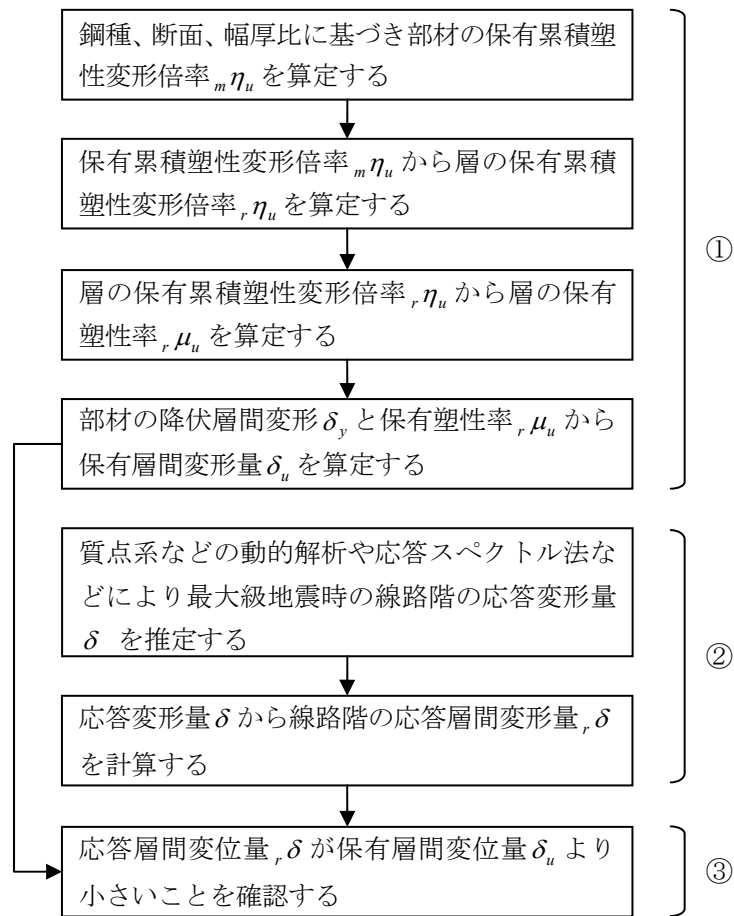 鋼種、断面、幅厚比に基づき部材の保有累積塑
性変形倍率 mηu を算定する
保有累積塑性変形倍率 mηu から層の保有累積
塑性変形倍率 rηu を算定する
①
層の保有累積塑性変形倍率 rηu から層の保有
塑性率 rμu を算定する
部材の降伏層間変形 δy と保有塑性率 rμu から
保有層間変形量 δu を算定する
質点系などの動的解析や応答スペクトル法な
どにより最大級地震時の線路階の応答変形量
δ を推定する
②
応答変形量 δ から線路階の応答層間変形量 rδ
を計算する
応答層間変位量 rδ が保有層間変位量 δu より
小さいことを確認する
③